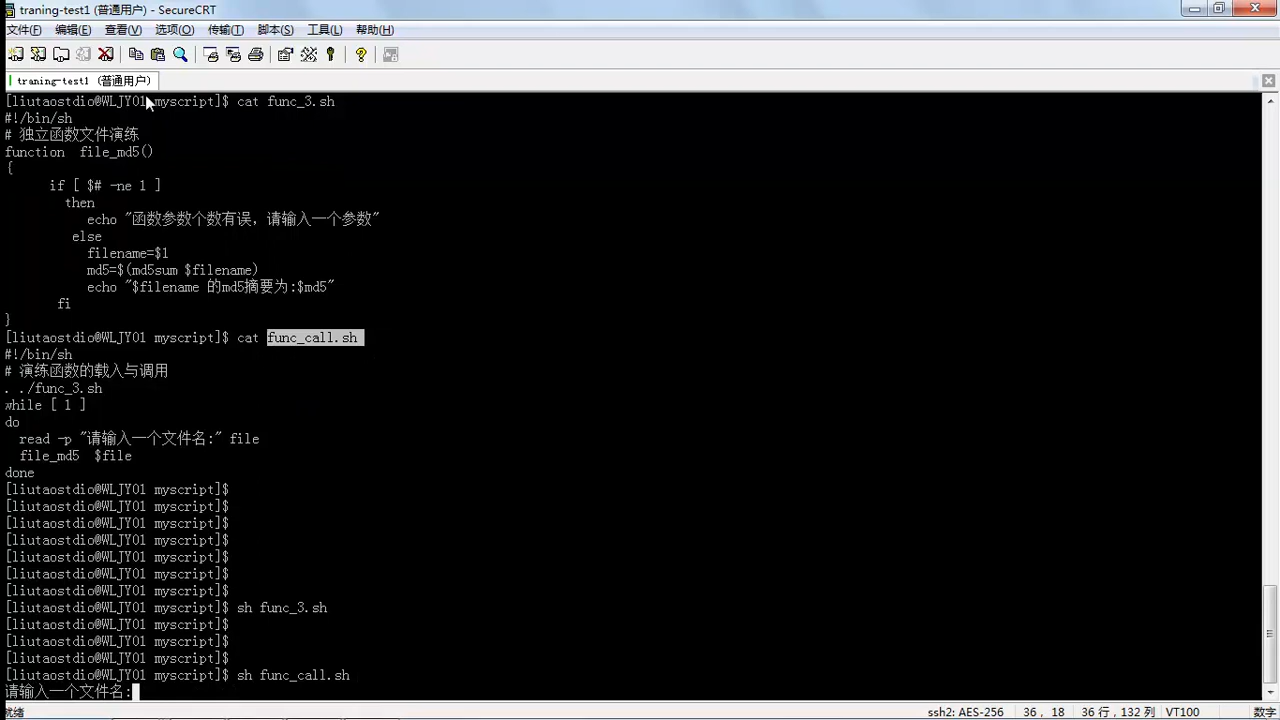 traning-test1 (普通用户) - SecureCRT
文件(F) 编辑(E) 查看(V) 选项(O) 传输(T) 脚本(S) 工具(L) 帮助(H)
traning-test1 (普通用户)
[liutaostdio@WLJY01 myscript]$ cat func_3.sh
#!/bin/sh
# 独立函数文件演练
function  file_md5()
{
if [ $# -ne 1 ]
then
echo "函数参数个数有误，请输入一个参数"
else
filename=$1
md5=$(md5sum $filename)
echo "$filename 的md5摘要为:$md5"
fi
}
[liutaostdio@WLJY01 myscript]$ cat func_call.sh
#!/bin/sh
# 演练函数的载入与调用
. ./func_3.sh
while [ 1 ]
do
read -p "请输入一个文件名:" file
file_md5  $file
done
[liutaostdio@WLJY01 myscript]$
[liutaostdio@WLJY01 myscript]$
[liutaostdio@WLJY01 myscript]$
[liutaostdio@WLJY01 myscript]$
[liutaostdio@WLJY01 myscript]$
[liutaostdio@WLJY01 myscript]$
[liutaostdio@WLJY01 myscript]$
[liutaostdio@WLJY01 myscript]$ sh func_3.sh
[liutaostdio@WLJY01 myscript]$
[liutaostdio@WLJY01 myscript]$
[liutaostdio@WLJY01 myscript]$
[liutaostdio@WLJY01 myscript]$ sh func_call.sh
请输入一个文件名:
就绪 ssh2: AES-256 36, 18 36 行, 132 列 VT100 数字